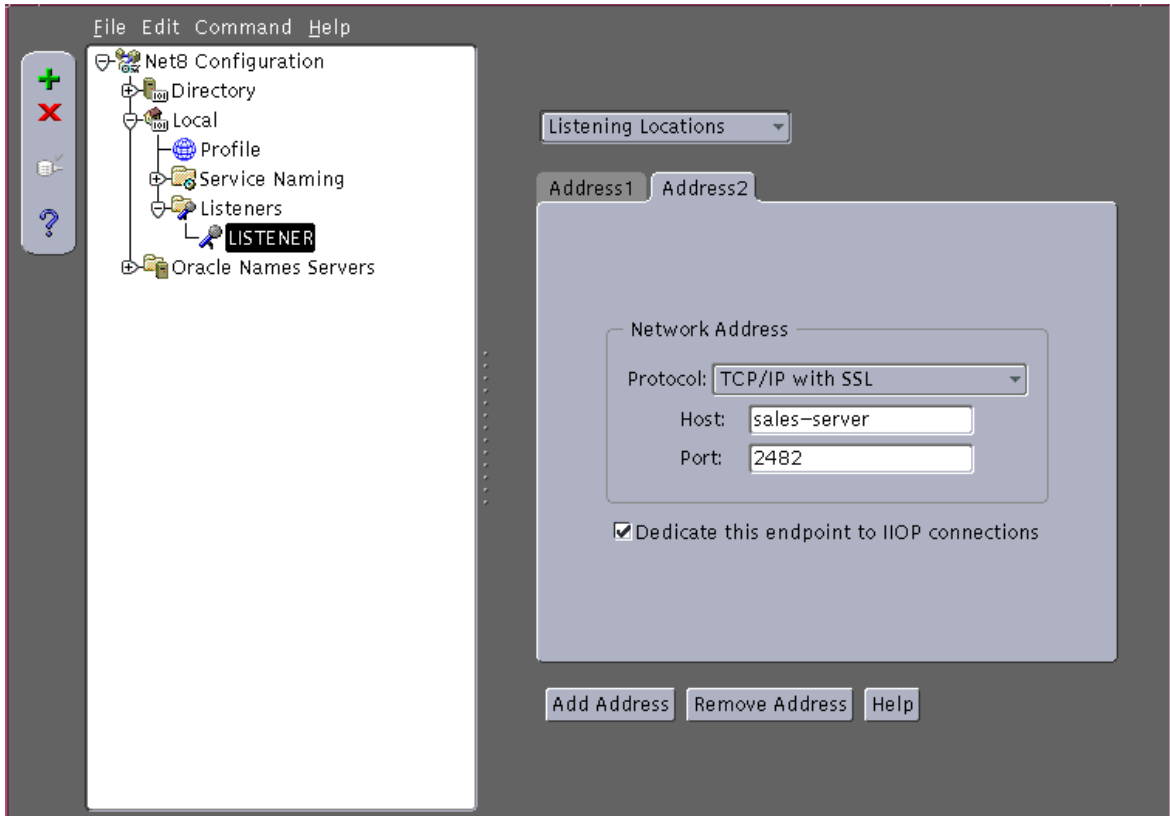 File Edit Command Help
Net8 Configuration
Directory
Local
Profile
Service Naming
Listeners
LISTENER
Oracle Names Servers
Listening Locations
Address1 Address2
Network Address
Protocol: TCP/IP with SSL
Host: sales-server
Port: 2482
Dedicate this endpoint to IIOP connections
Add Address Remove Address Help